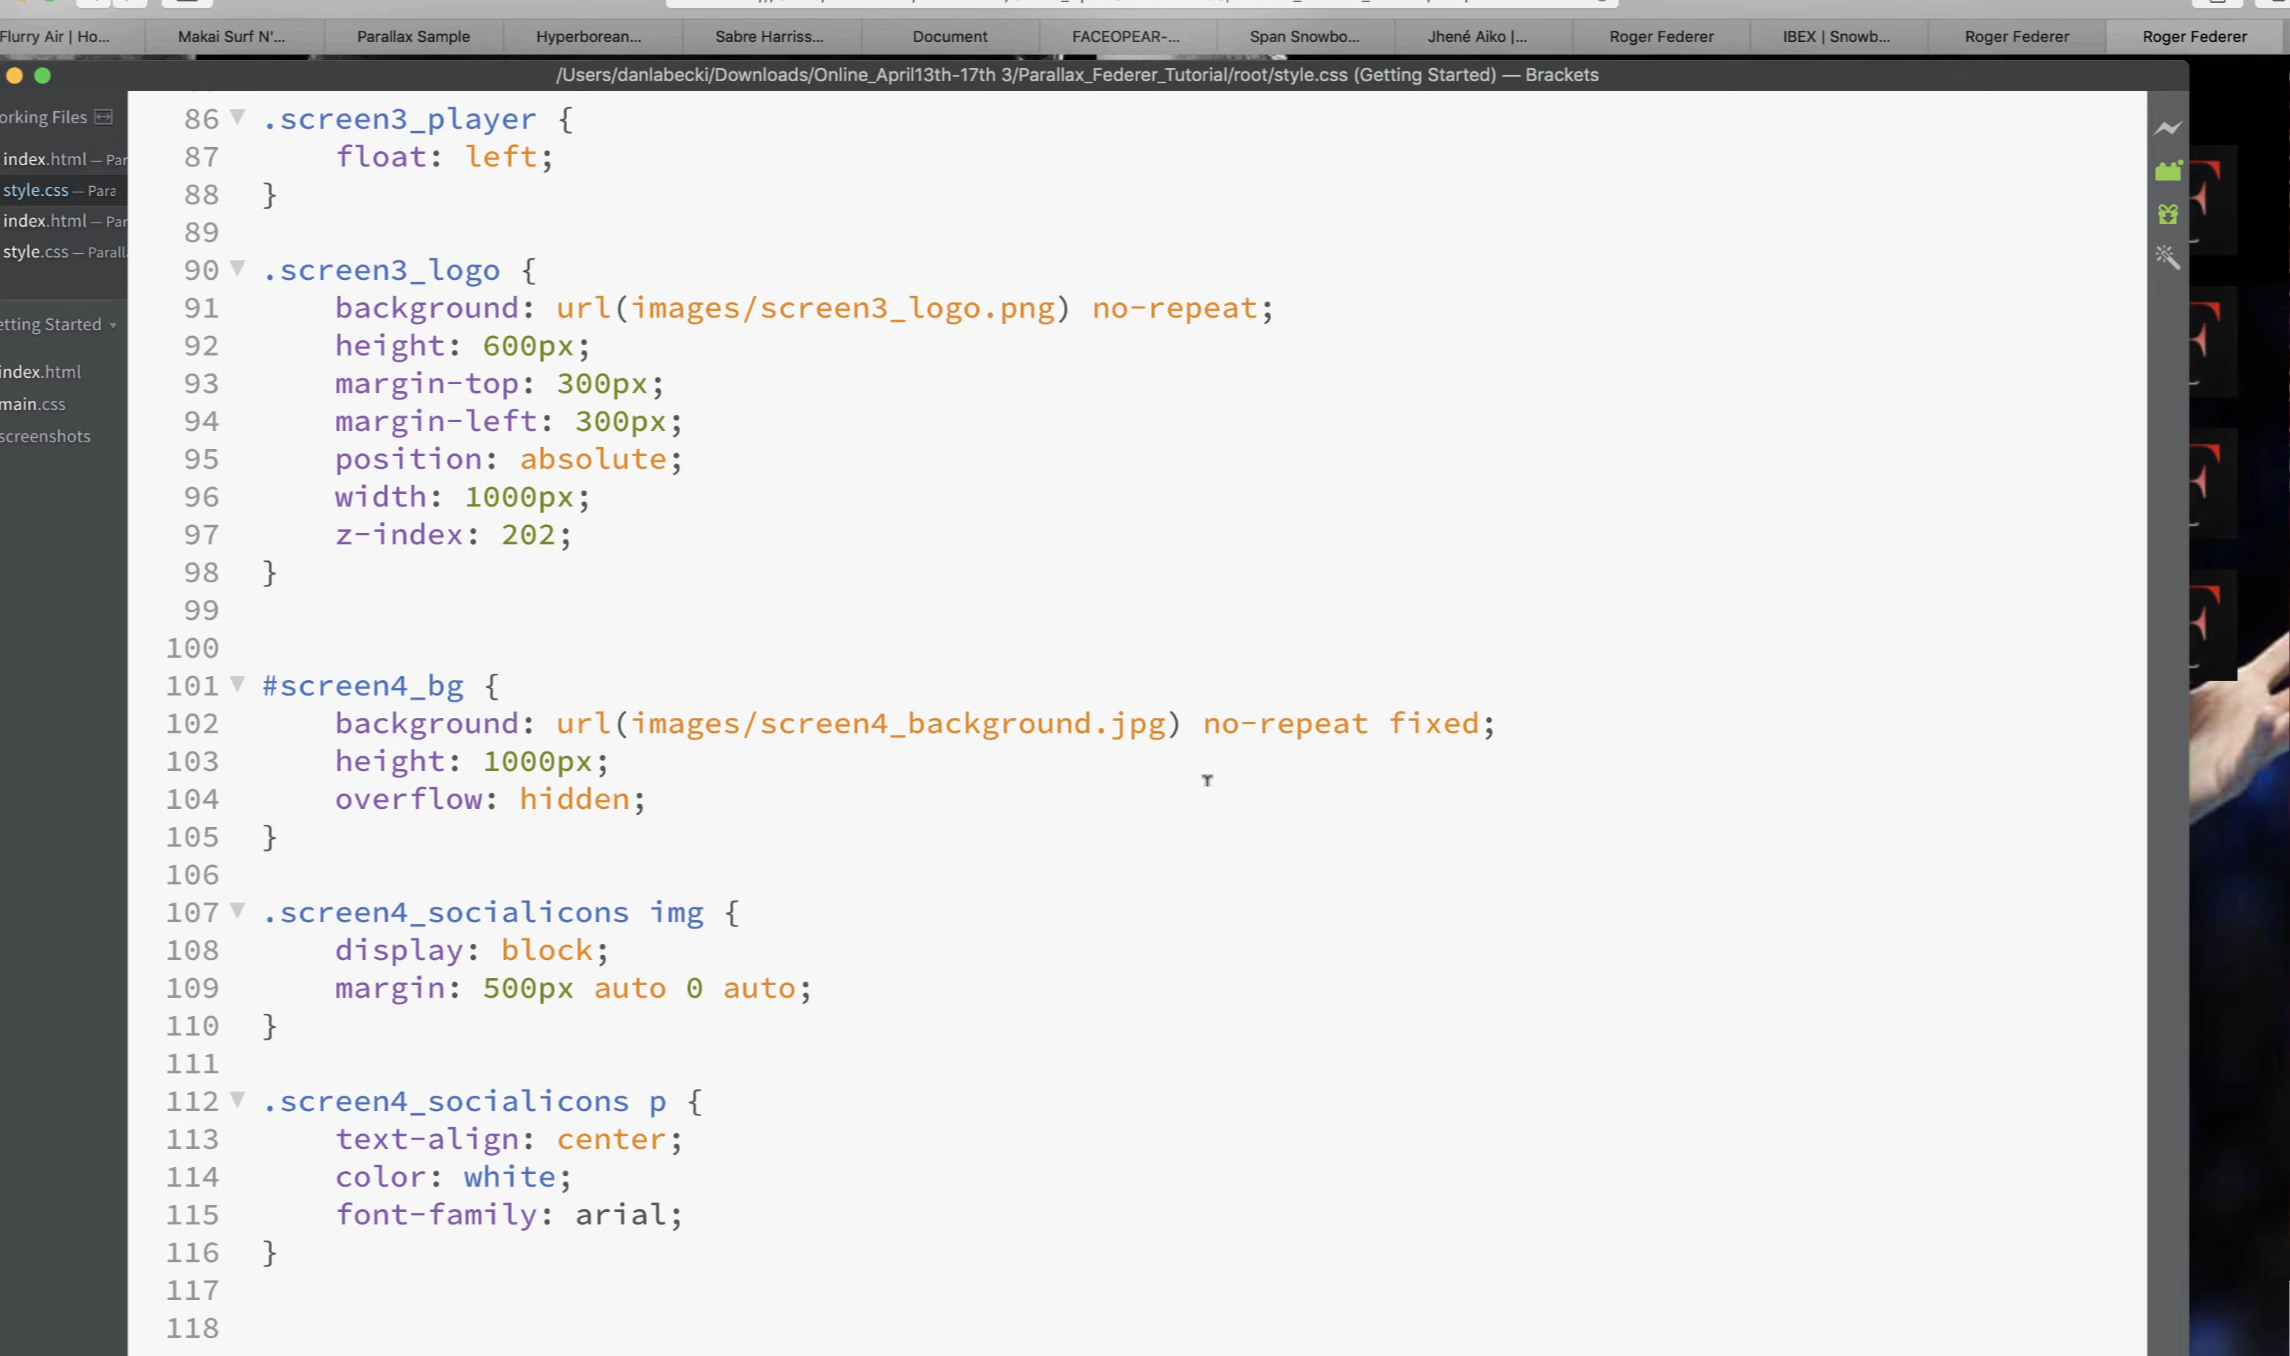 Flurry Air | Ho...
Makai Surf N'...
Parallax Sample
Hyperborean...
Sabre Harriss...
Document
FACEOPEAR-...
Span Snowbo...
Jhené Aiko |...
Roger Federer
IBEX | Snowb...
Roger Federer
Roger Federer
/Users/danlabecki/Downloads/Online_April13th-17th 3/Parallax_Federer_Tutorial/root/style.css (Getting Started) — Brackets
orking Files
index.html — Par
style.css — Para
index.html — Par
style.css — Parall
etting Started
index.html
main.css
screenshots
86 .screen3_player {
87 float: left;
88 }
89
90 .screen3_logo {
91 background: url(images/screen3_logo.png) no-repeat;
92 height: 600px;
93 margin-top: 300px;
94 margin-left: 300px;
95 position: absolute;
96 width: 1000px;
97 z-index: 202;
98 }
99
100
101 #screen4_bg {
102 background: url(images/screen4_background.jpg) no-repeat fixed;
103 height: 1000px;
104 overflow: hidden;
105 }
106
107 .screen4_socialicons img {
108 display: block;
109 margin: 500px auto 0 auto;
110 }
111
112 .screen4_socialicons p {
113 text-align: center;
114 color: white;
115 font-family: arial;
116 }
117
118